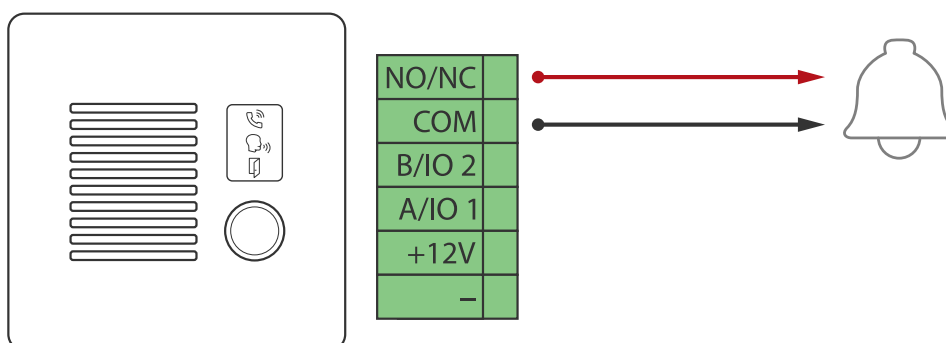 NO/NC
COM
B/IO 2
A/IO 1
+12V
–